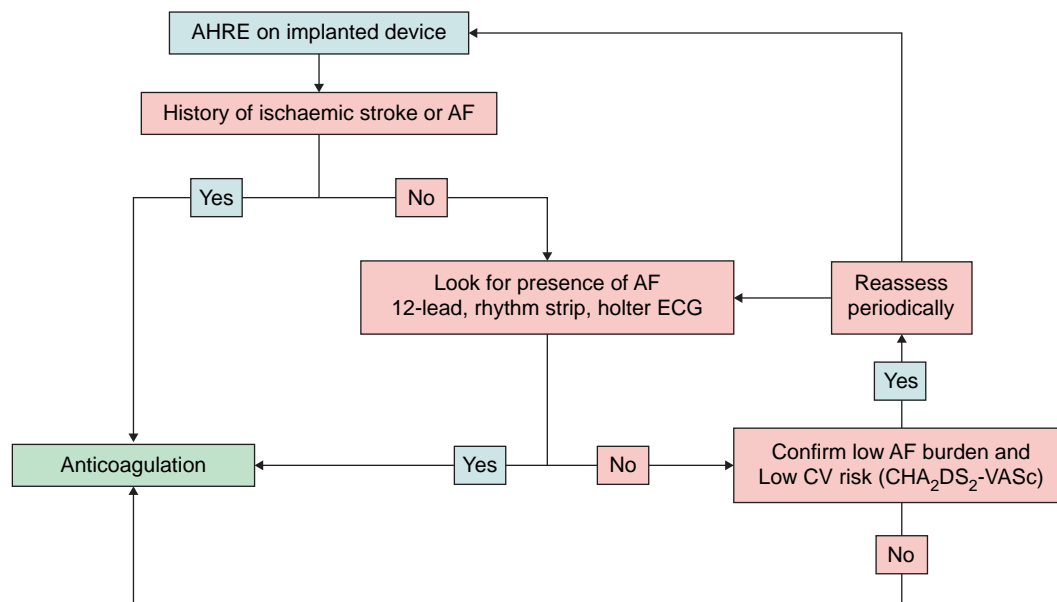 AHRE on implanted device
History of ischaemic stroke or AF
Yes
No
Look for presence of AF
12-lead, rhythm strip, holter ECG
Reassess
periodically
Yes
Anticoagulation
Yes
No
Confirm low AF burden and
Low CV risk (CHA₂DS₂-VASc)
No